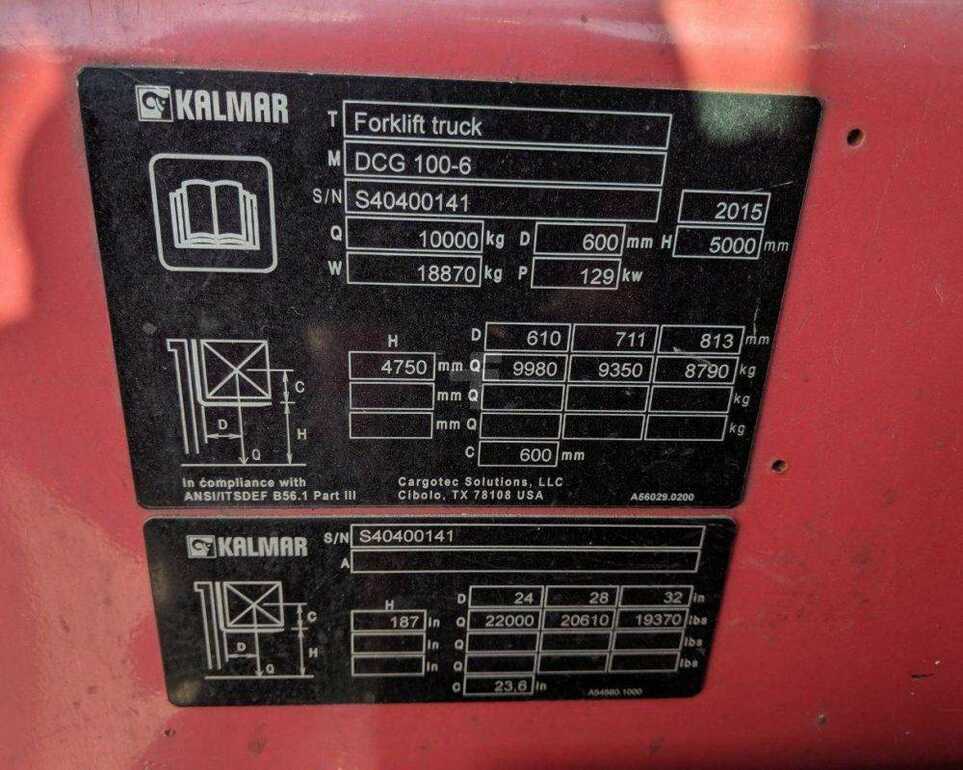 KALMAR
T Forklift truck
M DCG 100-6
S/N S40400141 2015
Q 10000 kg D 600 mm H 5000 mm
W 18870 kg P 129 kw
D 610 711 813 mm
H
4750 mm Q 9980 9350 8790 kg
mm Q kg
mm Q kg
C 600 mm
C
D H
Q
In compliance with
ANSI/ITSDEF B56.1 Part III
Cargotec Solutions, LLC
Cibolo, TX 78108 USA
A56029.0200
KALMAR
S/N S40400141
A
D 24 28 32 in
H
187 in Q 22000 20610 19370 lbs
in Q lbs
in Q lbs
C 23,6 in
C
D H
Q
A54680.1000